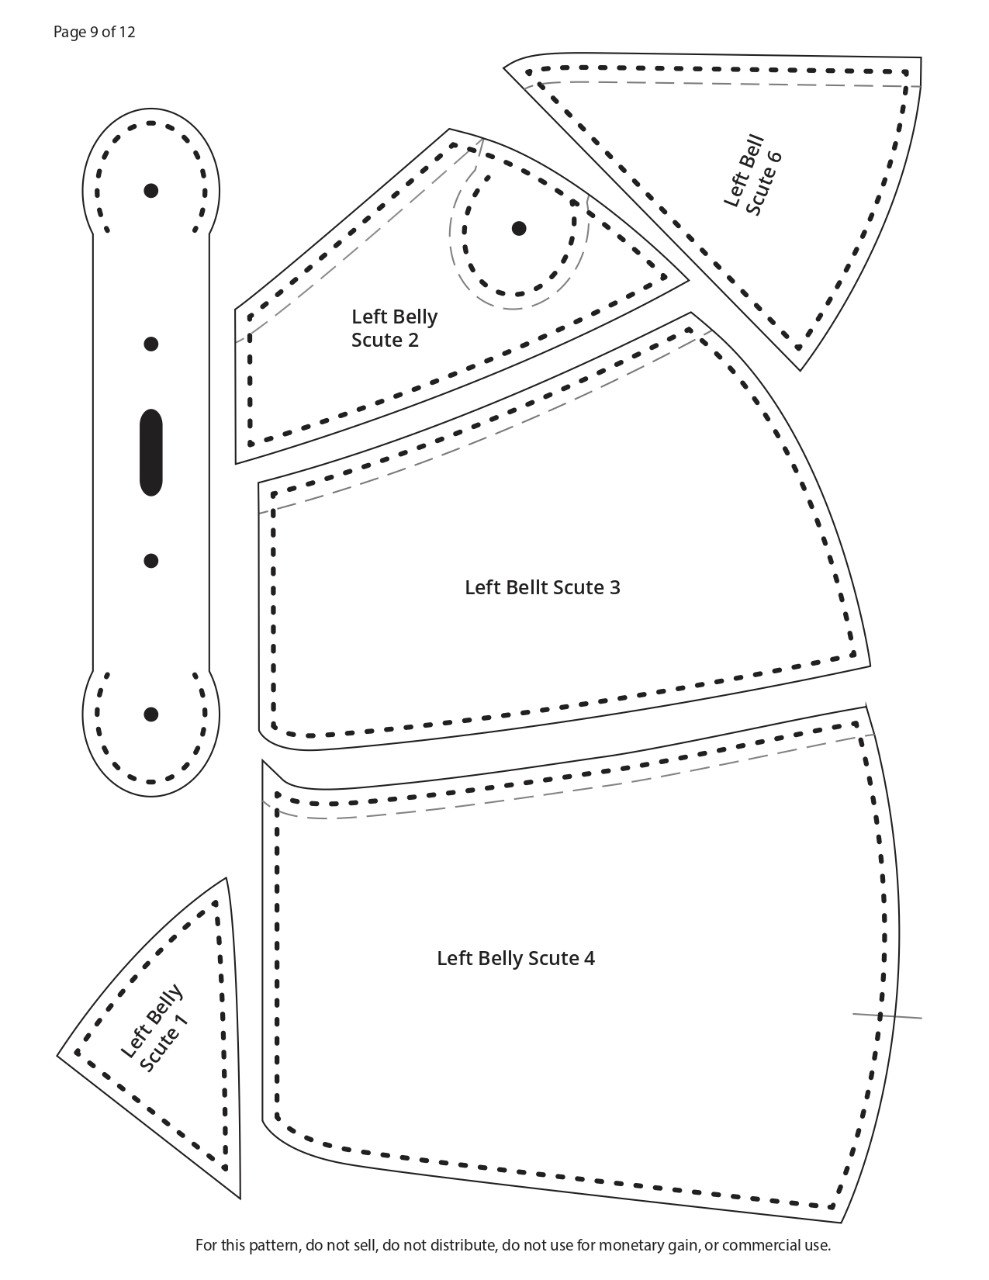 Page 9 of 12
Left Bell
Scute 6
Left Belly
Scute 2
Left Bellt Scute 3
Left Belly Scute 4
Left Belly
Scute 1
For this pattern, do not sell, do not distribute, do not use for monetary gain, or commercial use.